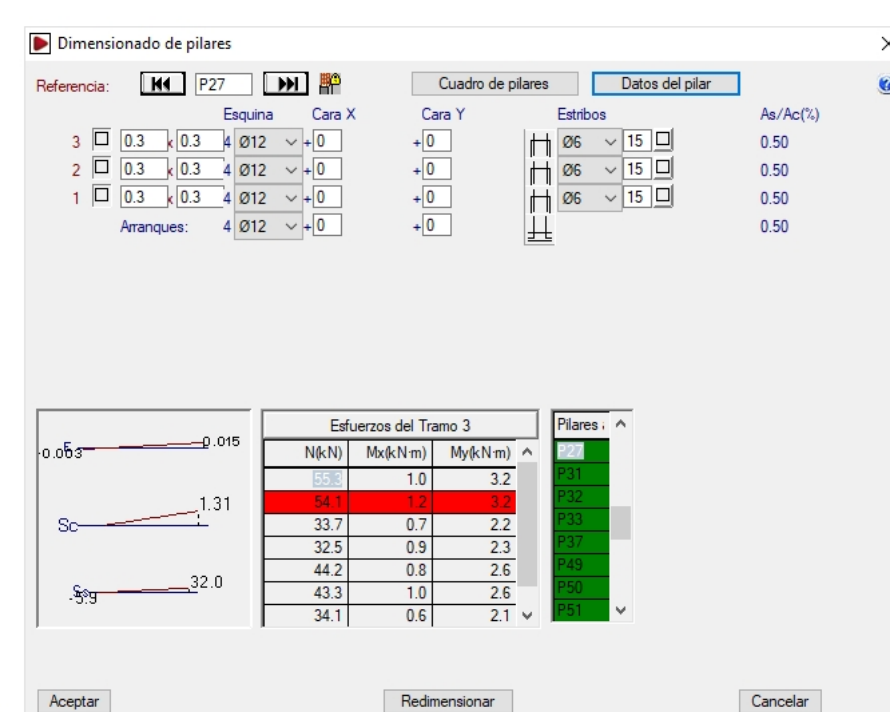 Dimensionado de pilares
Referencia: P27 Cuadro de pilares Datos del pilar
Esquina Cara X Cara Y Estribos As/Ac(%)
3 0.3 x 0.3 4 Ø12 + 0 + 0 Ø6 15 0.50
2 0.3 x 0.3 4 Ø12 + 0 + 0 Ø6 15 0.50
1 0.3 x 0.3 4 Ø12 + 0 + 0 Ø6 15 0.50
Arranques: 4 Ø12 + 0 + 0 0.50
Esfuerzos del Tramo 3
N(kN) Mx(kN·m) My(kN·m)
55.3 1.0 3.2
54.1 1.2 3.2
33.7 0.7 2.2
32.5 0.9 2.3
44.2 0.8 2.6
43.3 1.0 2.6
34.1 0.6 2.1
Pilares
P27
P31
P32
P33
P37
P49
P50
P51
-0.003 0.015
Sc 1.31
-5.9 32.0
Aceptar Redimensionar Cancelar